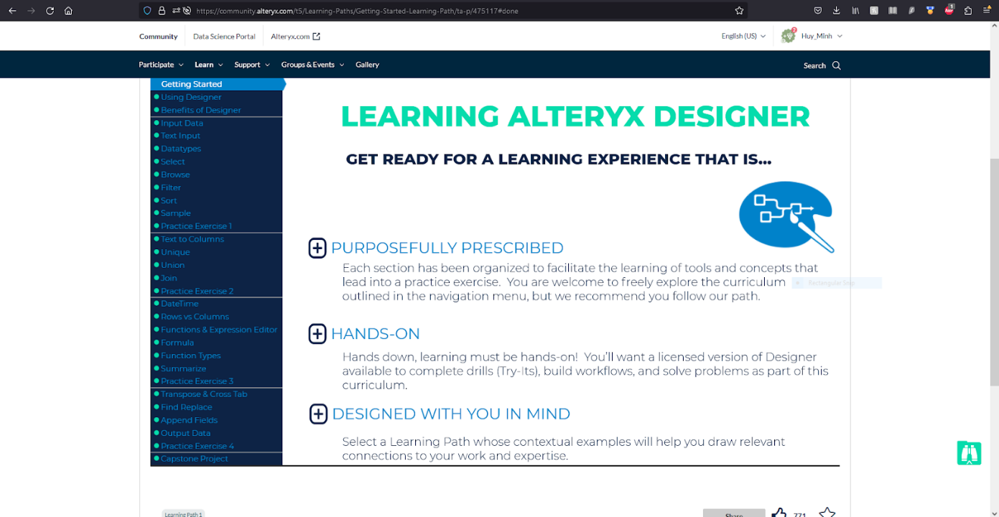 https://community.alteryx.com/t5/Learning-Paths/Getting-Started-Learning-Path/ta-p/475117#done
1
Community
Data Science Portal
Alteryx.com
English (US)
2
Huy_Minh
Participate
Learn
Support
Groups & Events
Gallery
Search
Getting Started
Using Designer
Benefits of Designer
Input Data
Text Input
Datatypes
Select
Browse
Filter
Sort
Sample
Practice Exercise 1
Text to Columns
Unique
Union
Join
Practice Exercise 2
DateTime
Rows vs Columns
Functions & Expression Editor
Formula
Function Types
Summarize
Practice Exercise 3
Transpose & Cross Tab
Find Replace
Append Fields
Output Data
Practice Exercise 4
Capstone Project
LEARNING ALTERYX DESIGNER
GET READY FOR A LEARNING EXPERIENCE THAT IS...
PURPOSEFULLY PRESCRIBED
Each section has been organized to facilitate the learning of tools and concepts that
lead into a practice exercise. You are welcome to freely explore the curriculum
outlined in the navigation menu, but we recommend you follow our path.
Rectangular Snip
HANDS-ON
Hands down, learning must be hands-on! You'll want a licensed version of Designer
available to complete drills (Try-Its), build workflows, and solve problems as part of this
curriculum.
DESIGNED WITH YOU IN MIND
Select a Learning Path whose contextual examples will help you draw relevant
connections to your work and expertise.
Learning Path 1
Share
771